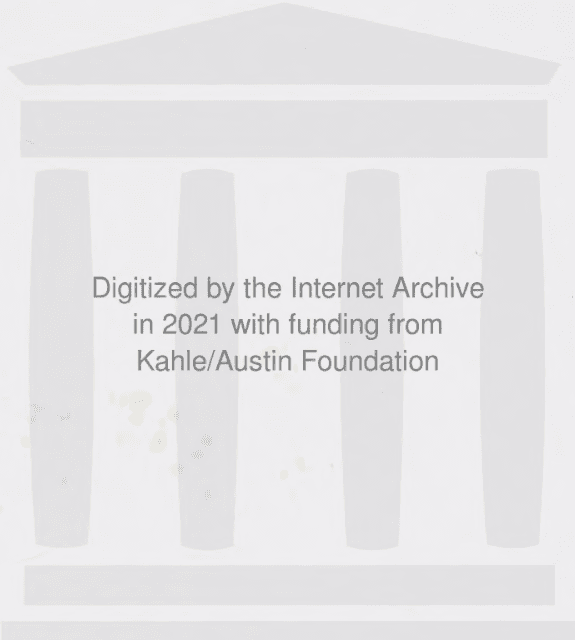 Digitized by the Internet Archive
in 2021 with funding from
Kahle/Austin Foundation